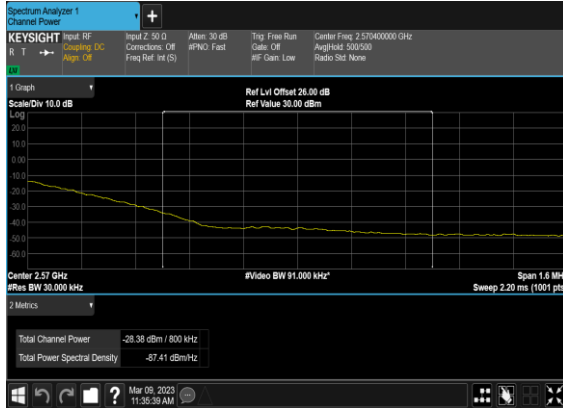 Spectrum Analyzer 1
Channel Power
+
KEYSIGHT Input: RF Input Z: 50 Ω Atten: 30 dB Trig: Free Run Center Freq: 2.570400000 GHz
R T Coupling: DC Corrections: Off #PNO: Fast Gate: Off Avg|Hold: 500/500
Align: Off Freq Ref: Int (S) #IF Gain: Low Radio Std: None
1 Graph
Ref Lvl Offset 26.00 dB
Scale/Div 10.0 dB Ref Value 30.00 dBm
Log
20.0
10.0
0.00
-10.0
-20.0
-30.0
-40.0
-50.0
-60.0
Center 2.57 GHz #Video BW 91.000 kHz* Span 1.6 MH
#Res BW 30.000 kHz Sweep 2.20 ms (1001 pts
2 Metrics
Total Channel Power -28.38 dBm / 800 kHz
Total Power Spectral Density -87.41 dBm/Hz
? Mar 09, 2023
11:35:39 AM